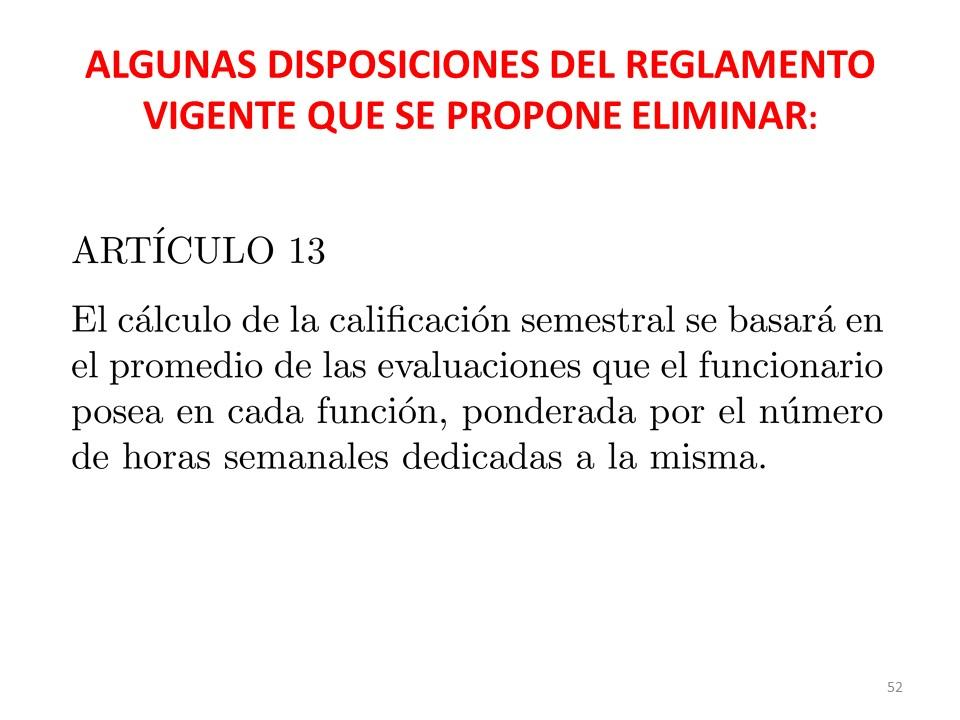 ALGUNAS DISPOSICIONES DEL REGLAMENTO
VIGENTE QUE SE PROPONE ELIMINAR:
ARTÍCULO 13
El cálculo de la calificación semestral se basará en
el promedio de las evaluaciones que el funcionario
posea en cada función, ponderada por el número
de horas semanales dedicadas a la misma.
52